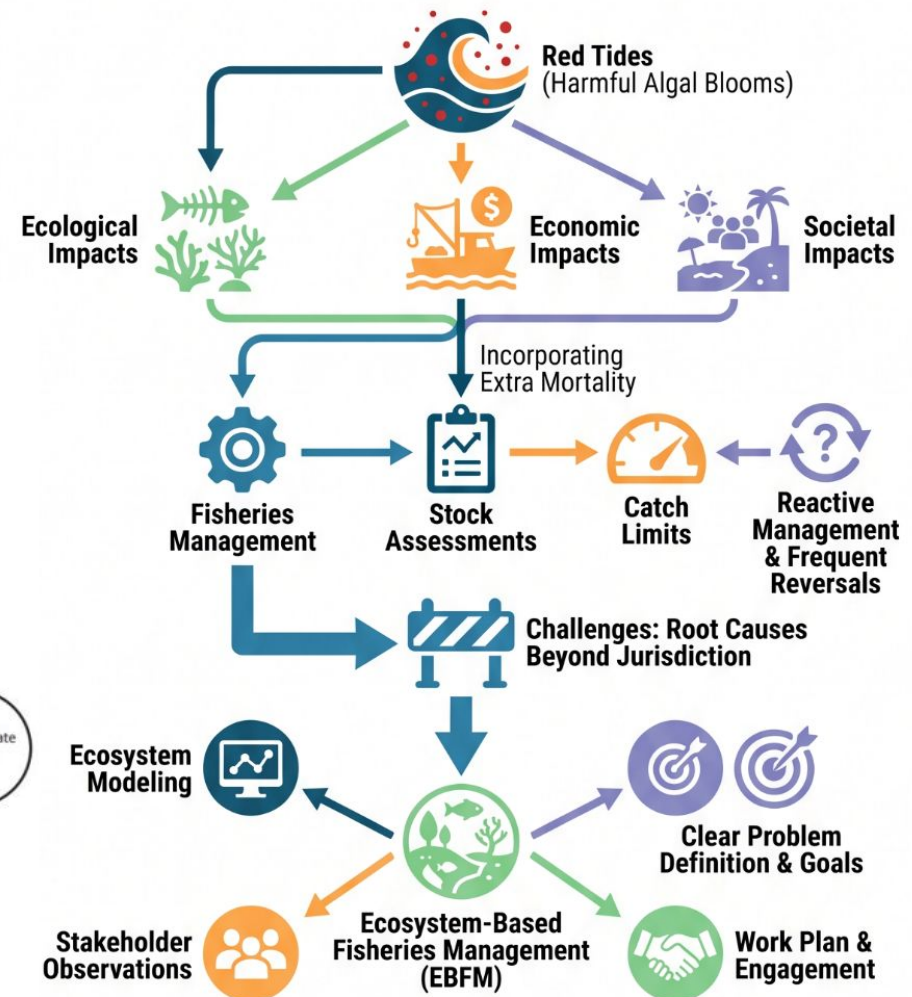 Red Tides
(Harmful Algal Blooms)
Ecological
Impacts
$
Economic
Impacts
Societal
Impacts
Incorporating
Extra Mortality
Fisheries
Management
Stock
Assessments
Catch
Limits
?
Reactive
Management
& Frequent
Reversals
Challenges: Root Causes
Beyond Jurisdiction
Ecosystem
Modeling
Clear Problem
Definition & Goals
Stakeholder
Observations
Ecosystem-Based
Fisheries Management
(EBFM)
Work Plan &
Engagement